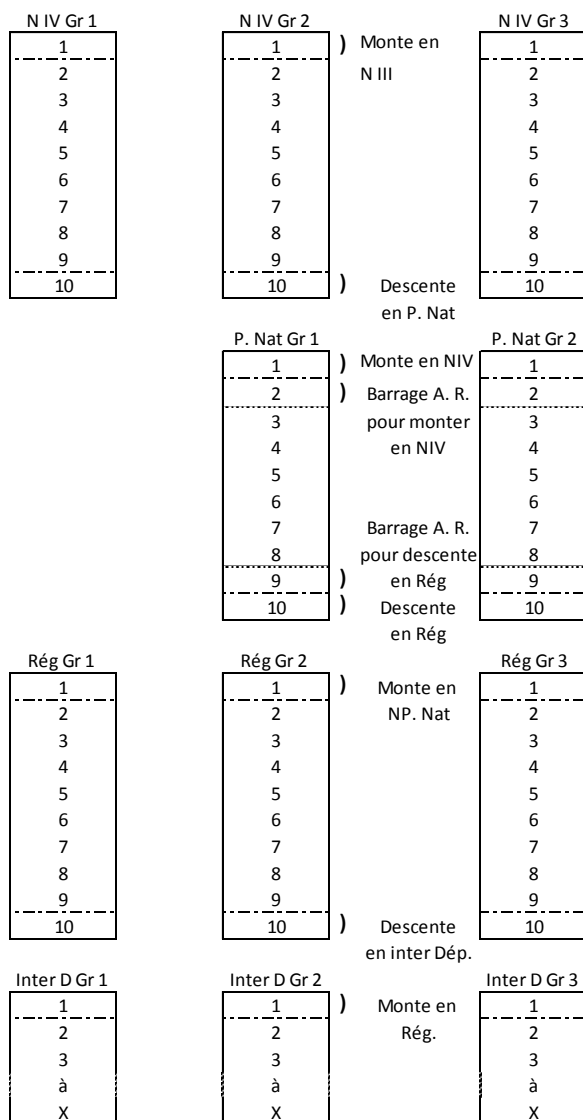 N IV Gr 1 N IV Gr 2 N IV Gr 3
1 1 ) Monte en 1
2 2 N III 2
3 3 3
4 4 4
5 5 5
6 6 6
7 7 7
8 8 8
9 9 9
10 10 ) Descente 10
en P. Nat
P. Nat Gr 1 P. Nat Gr 2
1 ) Monte en NIV 1
2 ) Barrage A. R. 2
3 pour monter 3
4 en NIV 4
5 5
6 6
7 Barrage A. R. 7
8 pour descente 8
9 ) en Rég 9
10 ) Descente 10
en Rég
Rég Gr 1 Rég Gr 2 Rég Gr 3
1 1 ) Monte en 1
2 2 NP. Nat 2
3 3 3
4 4 4
5 5 5
6 6 6
7 7 7
8 8 8
9 9 9
10 10 ) Descente 10
en inter Dép.
Inter D Gr 1 Inter D Gr 2 Inter D Gr 3
1 1 ) Monte en 1
2 2 Rég. 2
3 3 3
à à à
X X X